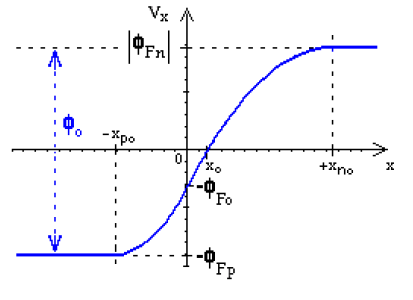 Vₓ
|ΦFn|
Φo
-xpo
0
xo
+xno
x
-ΦFo
-ΦFp